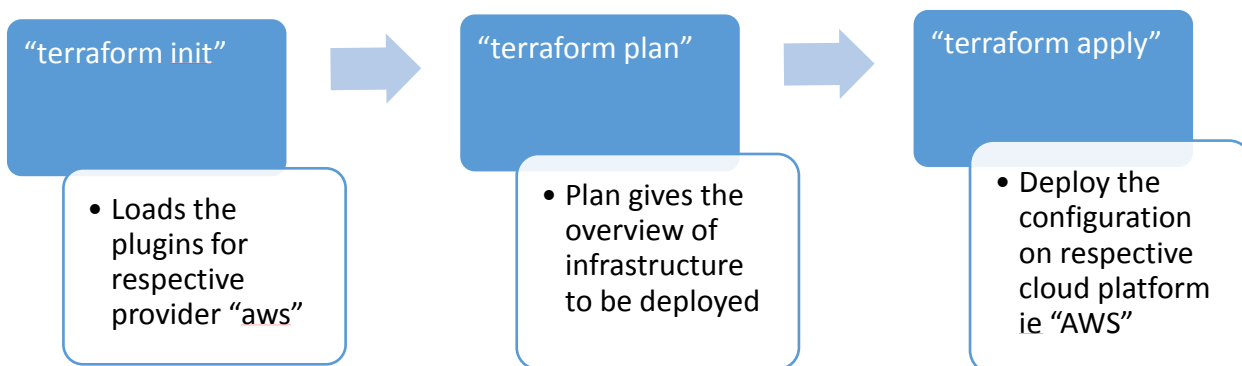 “terraform init”
• Loads the
plugins for
respective
provider “aws”
“terraform plan”
• Plan gives the
overview of
infrastructure
to be deployed
“terraform apply”
• Deploy the
configuration
on respective
cloud platform
ie “AWS”